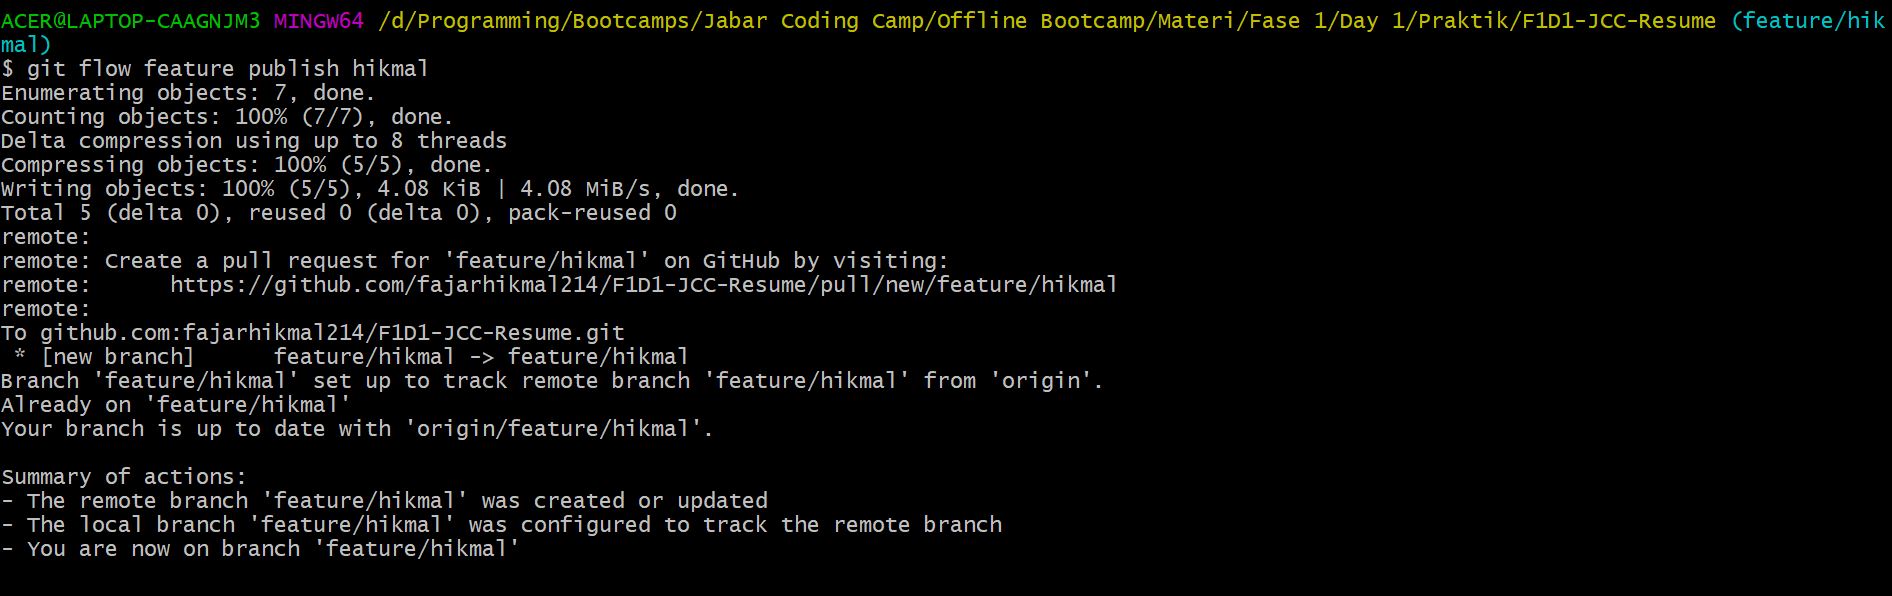 ACER@LAPTOP-CAAGNJM3 MINGW64 /d/Programming/Bootcamps/Jabar Coding Camp/Offline Bootcamp/Materi/Fase 1/Day 1/Praktik/F1D1-JCC-Resume (feature/hik
mal)
$ git flow feature publish hikmal
Enumerating objects: 7, done.
Counting objects: 100% (7/7), done.
Delta compression using up to 8 threads
Compressing objects: 100% (5/5), done.
Writing objects: 100% (5/5), 4.08 KiB | 4.08 MiB/s, done.
Total 5 (delta 0), reused 0 (delta 0), pack-reused 0
remote:
remote: Create a pull request for 'feature/hikmal' on GitHub by visiting:
remote:      https://github.com/fajarhikmal214/F1D1-JCC-Resume/pull/new/feature/hikmal
remote:
To github.com:fajarhikmal214/F1D1-JCC-Resume.git
 * [new branch]      feature/hikmal -> feature/hikmal
Branch 'feature/hikmal' set up to track remote branch 'feature/hikmal' from 'origin'.
Already on 'feature/hikmal'
Your branch is up to date with 'origin/feature/hikmal'.

Summary of actions:
- The remote branch 'feature/hikmal' was created or updated
- The local branch 'feature/hikmal' was configured to track the remote branch
- You are now on branch 'feature/hikmal'